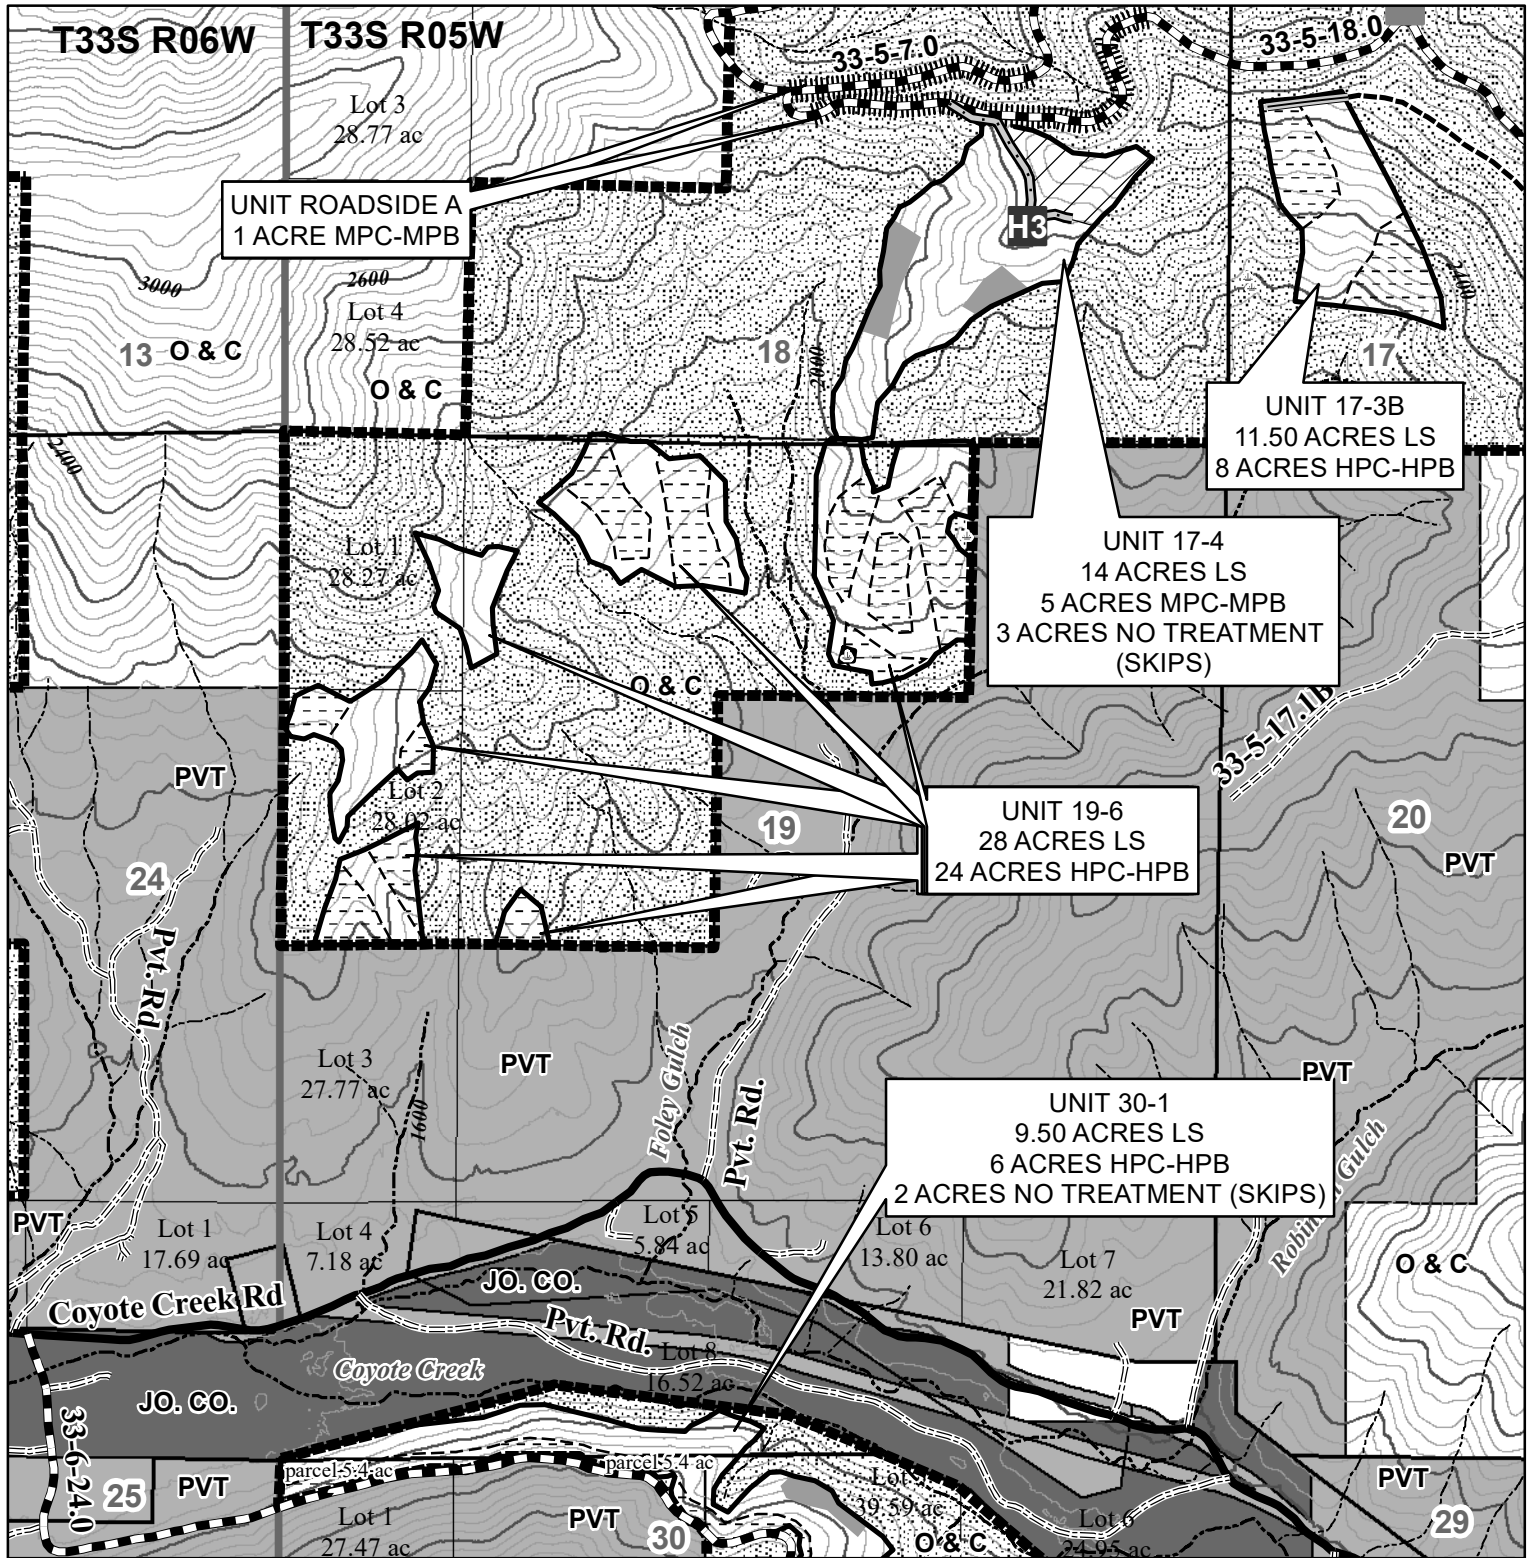 T33S R06W
T33S R05W
33-5-7.0
33-5-18.0
Lot 3
28.77 ac
UNIT ROADSIDE A
1 ACRE MPC-MPB
H3
3000
2600
2400
Lot 4
28.52 ac
13
O & C
O & C
18
2000
17
UNIT 17-3B
11.50 ACRES LS
8 ACRES HPC-HPB
2400
UNIT 17-4
14 ACRES LS
5 ACRES MPC-MPB
3 ACRES NO TREATMENT
(SKIPS)
Lot 1
28.27 ac
O & C
33-5-17.1B
PVT
Lot 2
28.02 ac
19
UNIT 19-6
28 ACRES LS
24 ACRES HPC-HPB
20
PVT
24
Pvt. Rd.
Lot 3
27.77 ac
PVT
1600
Foley Gulch
Pvt. Rd.
PVT
UNIT 30-1
9.50 ACRES LS
6 ACRES HPC-HPB
2 ACRES NO TREATMENT (SKIPS)
Gulch
PVT
Lot 1
17.69 ac
Lot 4
7.18 ac
Lot 5
5.84 ac
Lot 6
13.80 ac
Lot 7
21.82 ac
O & C
JO. CO.
Coyote Creek Rd
Pvt. Rd.
PVT
Lot 8
16.52 ac
Coyote Creek
JO. CO.
33-6-24.0
parcel 5.4 ac
parcel 5.4 ac
25
PVT
PVT
Lot
39.59 ac
Lot 1
27.47 ac
PVT
30
O & C
Lot 6
24.95 ac
29